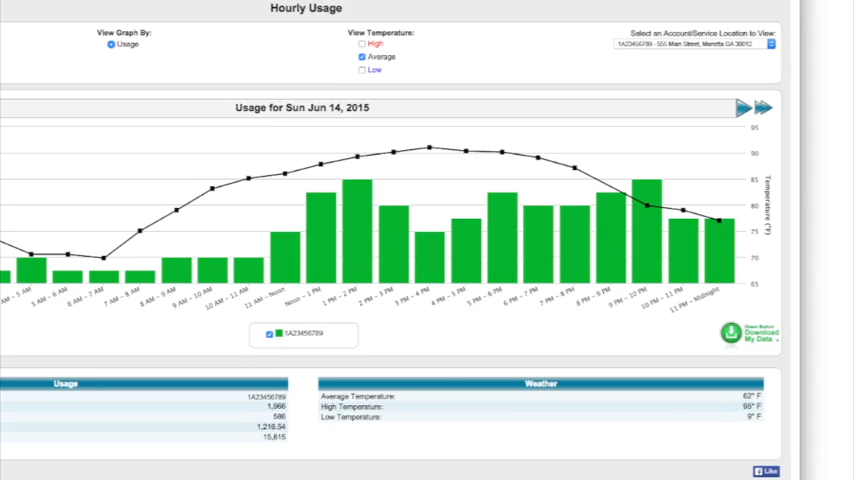 Hourly Usage
View Graph By:
Usage
View Temperature:
High
Average
Low
Select an Account/Service Location to View:
1A23456789 - 555 Main Street, Marietta GA 30012
Usage for Sun Jun 14, 2015
95
90
85
80
75
70
65
Temperature (°F)
AM - 5 AM
5 AM - 6 AM
6 AM - 7 AM
7 AM - 8 AM
8 AM - 9 AM
9 AM - 10 AM
10 AM - 11 AM
11 AM - Noon
Noon - 1 PM
1 PM - 2 PM
2 PM - 3 PM
3 PM - 4 PM
4 PM - 5 PM
5 PM - 6 PM
6 PM - 7 PM
7 PM - 8 PM
8 PM - 9 PM
9 PM - 10 PM
10 PM - 11 PM
11 PM - Midnight
1A23456789
Green Button
Download
My Data
Usage
1A23456789
1,966
586
1,218.54
15,815
Weather
Average Temperature: 62° F
High Temperature: 95° F
Low Temperature: 9° F
Like